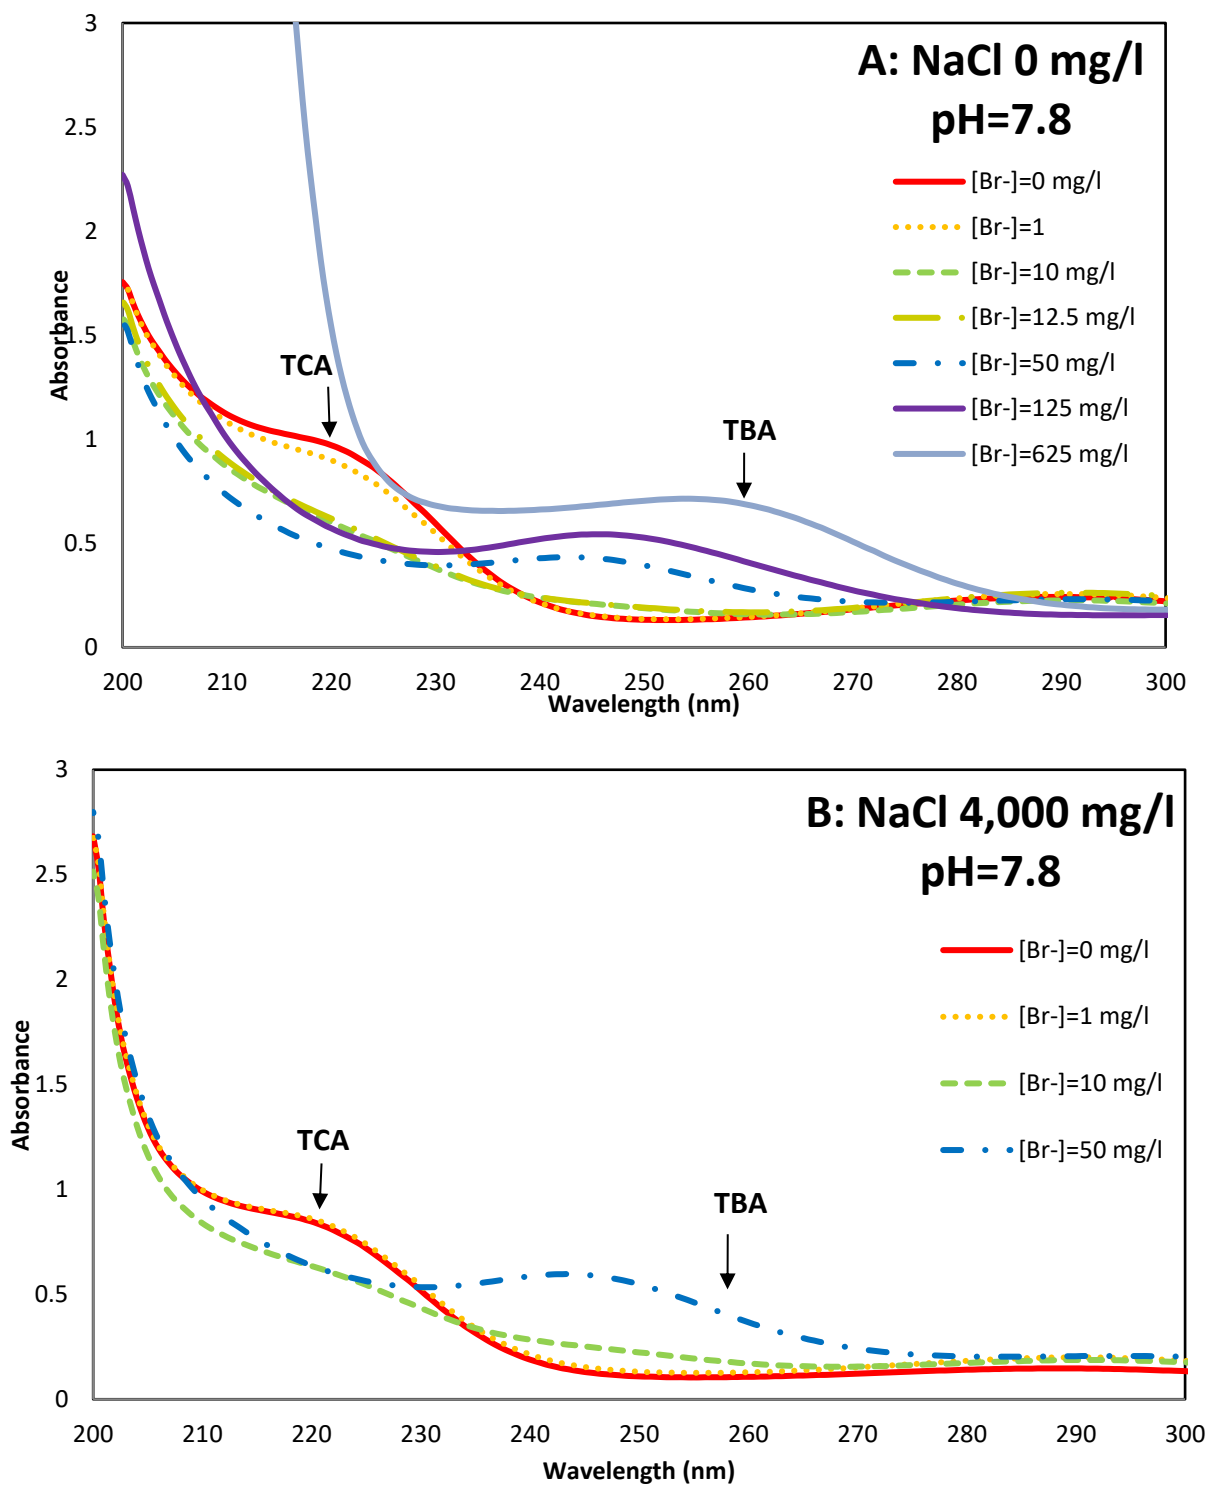 A: NaCl 0 mg/l
pH=7.8
3
2.5
2
1.5
1
0.5
0
Absorbance
[Br-]=0 mg/l
[Br-]=1
[Br-]=10 mg/l
[Br-]=12.5 mg/l
[Br-]=50 mg/l
[Br-]=125 mg/l
[Br-]=625 mg/l
TCA
TBA
200 210 220 230 240 250 260 270 280 290 300
Wavelength (nm)
B: NaCl 4,000 mg/l
pH=7.8
3
2.5
2
1.5
1
0.5
0
Absorbance
[Br-]=0 mg/l
[Br-]=1 mg/l
[Br-]=10 mg/l
[Br-]=50 mg/l
TCA
TBA
200 210 220 230 240 250 260 270 280 290 300
Wavelength (nm)